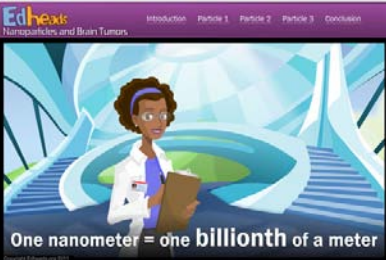 Edheads
Introduction Particle 1 Particle 2 Particle 3 Conclusion
Nanoparticles and Brain Tumors
One nanometer = one billionth of a meter